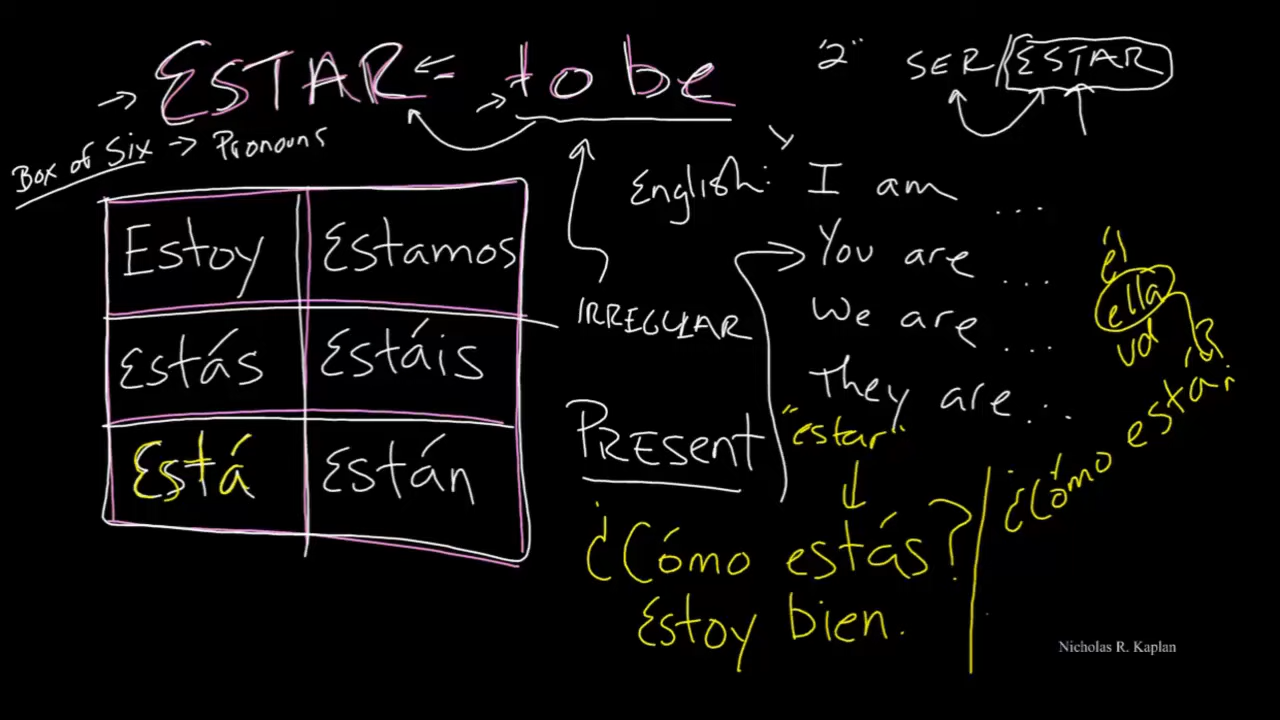 → ESTAR ← = → to be
"2" SER / ESTAR
Box of Six → Pronouns
Estoy Estamos
estás Estáis
Está Están
IRREGULAR
PRESENT
English:
I am ...
You are ...
We are ...
They are ...
él
ella
vd
"estar"
¿Cómo estás?
Estoy bien.
¿Cómo está
Nicholas R. Kaplan